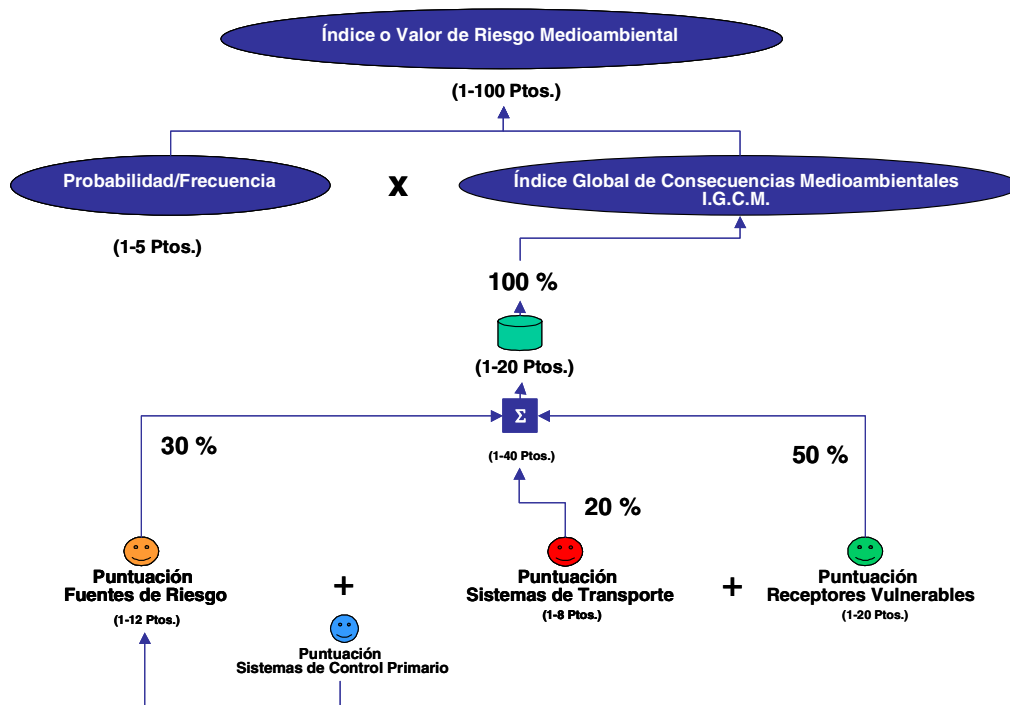 Índice o Valor de Riesgo Medioambiental
(1-100 Ptos.)
Probabilidad/Frecuencia
X
Índice Global de Consecuencias Medioambientales
I.G.C.M.
(1-5 Ptos.)
100 %
(1-20 Ptos.)
Σ
30 %
(1-40 Ptos.)
50 %
20 %
Puntuación
Fuentes de Riesgo
(1-12 Ptos.)
+
Puntuación
Sistemas de Transporte
(1-8 Ptos.)
+
Puntuación
Receptores Vulnerables
(1-20 Ptos.)
Puntuación
Sistemas de Control Primario